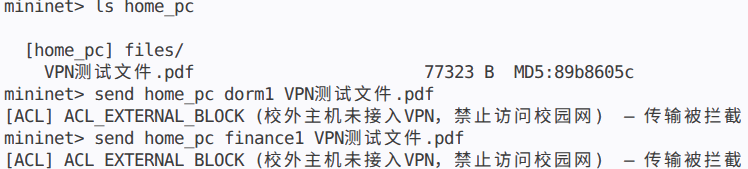 mininet> ls home_pc
[home_pc] files/
VPN测试文件.pdf 77323 B MD5:89b8605c
mininet> send home_pc dorm1 VPN测试文件.pdf
[ACL] ACL_EXTERNAL_BLOCK (校外主机未接入VPN, 禁止访问校园网) — 传输被拦截
mininet> send home_pc finance1 VPN测试文件.pdf
[ACL] ACL_EXTERNAL_BLOCK (校外主机未接入VPN, 禁止访问校园网) — 传输被拦截